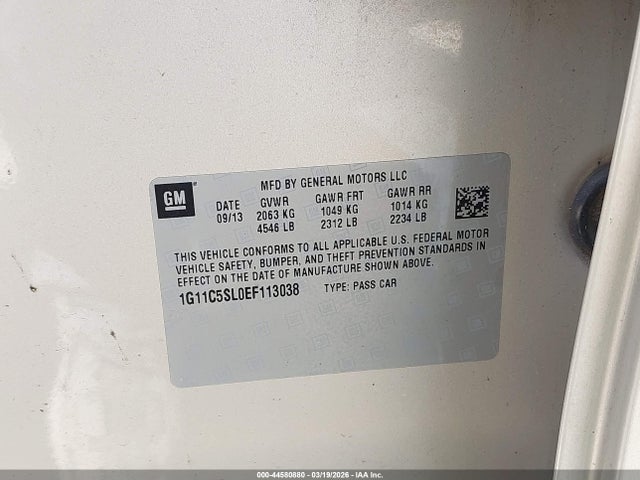 GM
MFD BY GENERAL MOTORS LLC
DATE GVWR GAWR FRT GAWR RR
09/13 2063 KG 1049 KG 1014 KG
4546 LB 2312 LB 2234 LB
THIS VEHICLE CONFORMS TO ALL APPLICABLE U.S. FEDERAL MOTOR
VEHICLE SAFETY, BUMPER, AND THEFT PREVENTION STANDARDS IN
EFFECT ON THE DATE OF MANUFACTURE SHOWN ABOVE.
1G11C5SL0EF113038 TYPE: PASS CAR
000-44580880 - 03/19/2026 - IAA Inc.